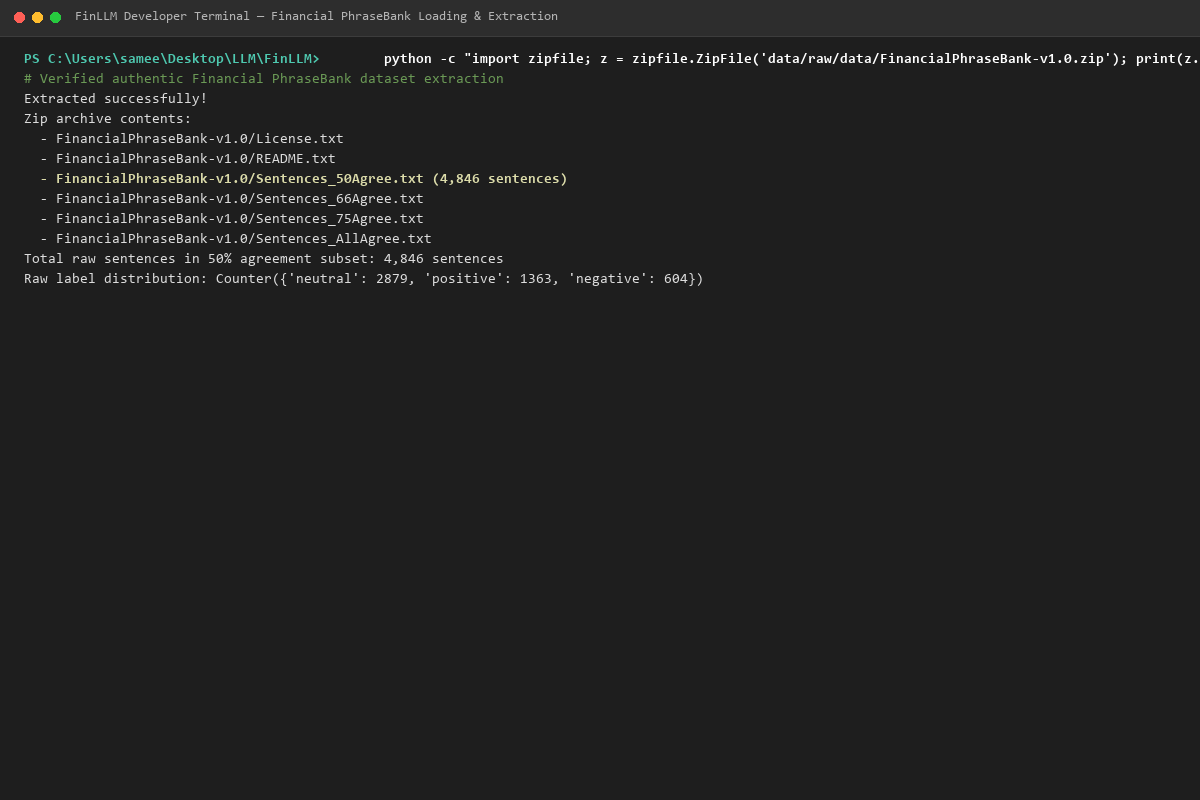 FinLLM Developer Terminal — Financial PhraseBank Loading & Extraction
PS C:\Users\samee\Desktop\LLM\FinLLM> python -c "import zipfile; z = zipfile.ZipFile('data/raw/data/FinancialPhraseBank-v1.0.zip'); print(z.
# Verified authentic Financial PhraseBank dataset extraction
Extracted successfully!
Zip archive contents:
- FinancialPhraseBank-v1.0/License.txt
- FinancialPhraseBank-v1.0/README.txt
- FinancialPhraseBank-v1.0/Sentences_50Agree.txt (4,846 sentences)
- FinancialPhraseBank-v1.0/Sentences_66Agree.txt
- FinancialPhraseBank-v1.0/Sentences_75Agree.txt
- FinancialPhraseBank-v1.0/Sentences_AllAgree.txt
Total raw sentences in 50% agreement subset: 4,846 sentences
Raw label distribution: Counter({'neutral': 2879, 'positive': 1363, 'negative': 604})